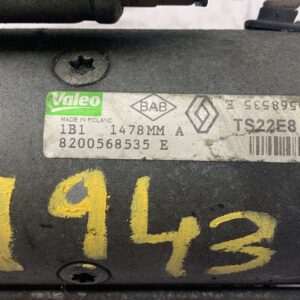 Valeo
MADE IN POLAND
BAB
1B1 1478MM A
TS22E8
8200568535 E
568535 E
1943